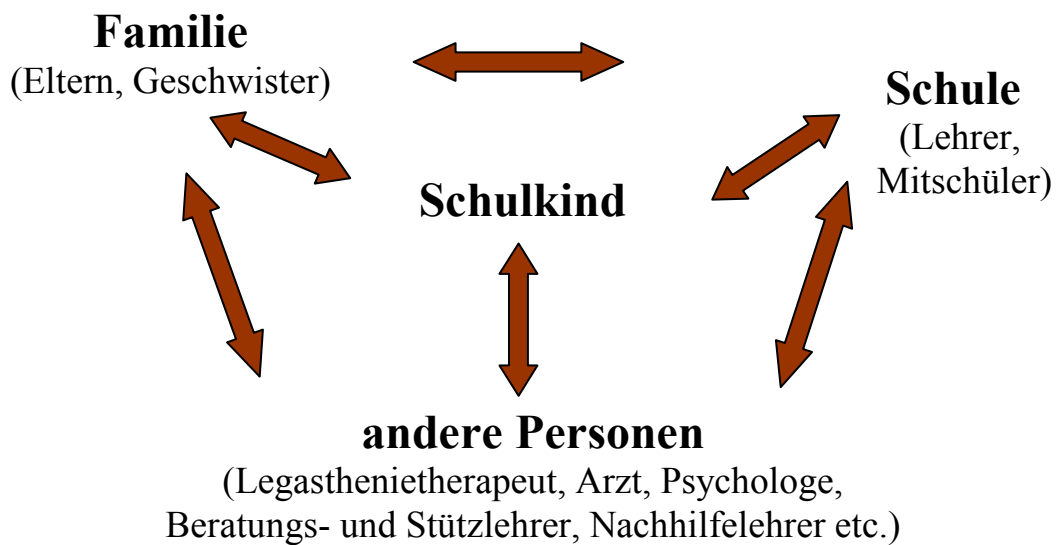 Familie
(Eltern, Geschwister)
Schule
(Lehrer,
Mitschüler)
Schulkind
andere Personen
(Legasthenietherapeut, Arzt, Psychologe,
Beratungs- und Stützlehrer, Nachhilfelehrer etc.)